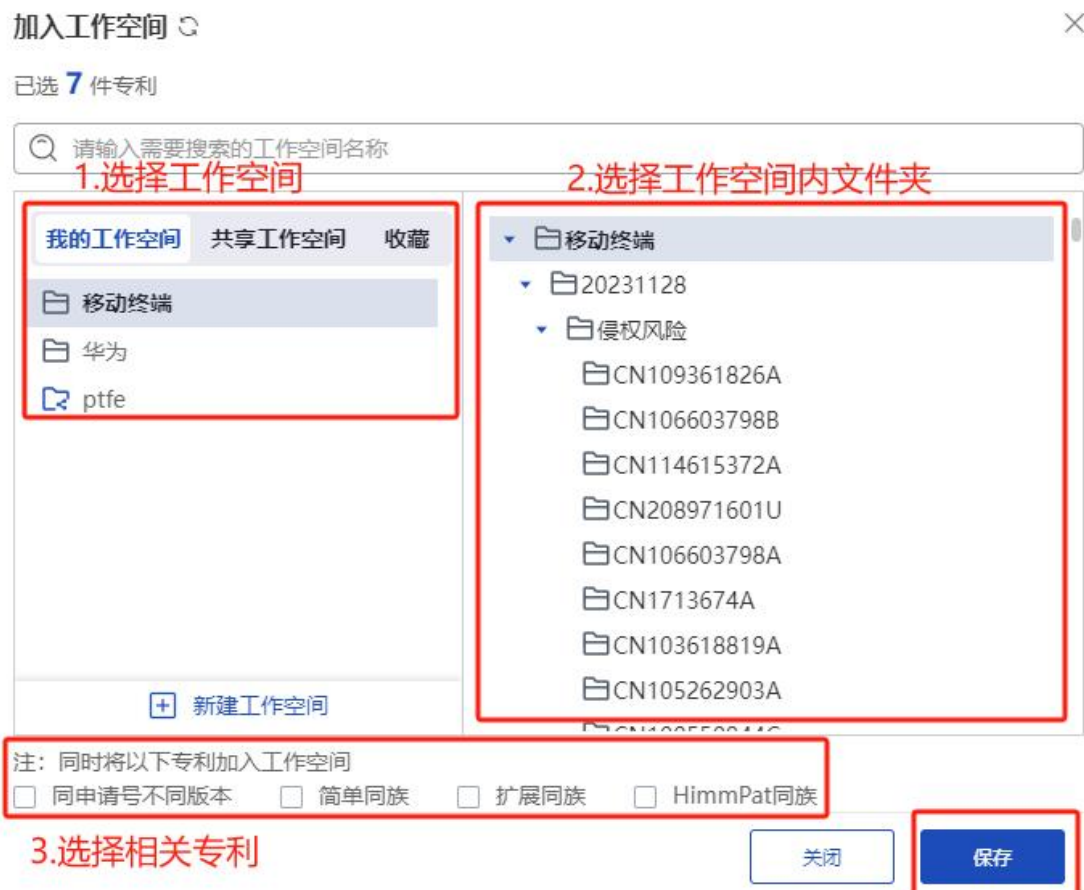 加入工作空间
已选 7 件专利
请输入需要搜索的工作空间名称
1.选择工作空间
2.选择工作空间内文件夹
我的工作空间 共享工作空间 收藏
移动终端
华为
ptfe
新建工作空间
移动终端
20231128
侵权风险
CN109361826A
CN106603798B
CN114615372A
CN208971601U
CN106603798A
CN1713674A
CN103618819A
CN105262903A
注：同时将以下专利加入工作空间
同申请号不同版本 简单同族 扩展同族 HimmPat同族
3.选择相关专利
关闭 保存